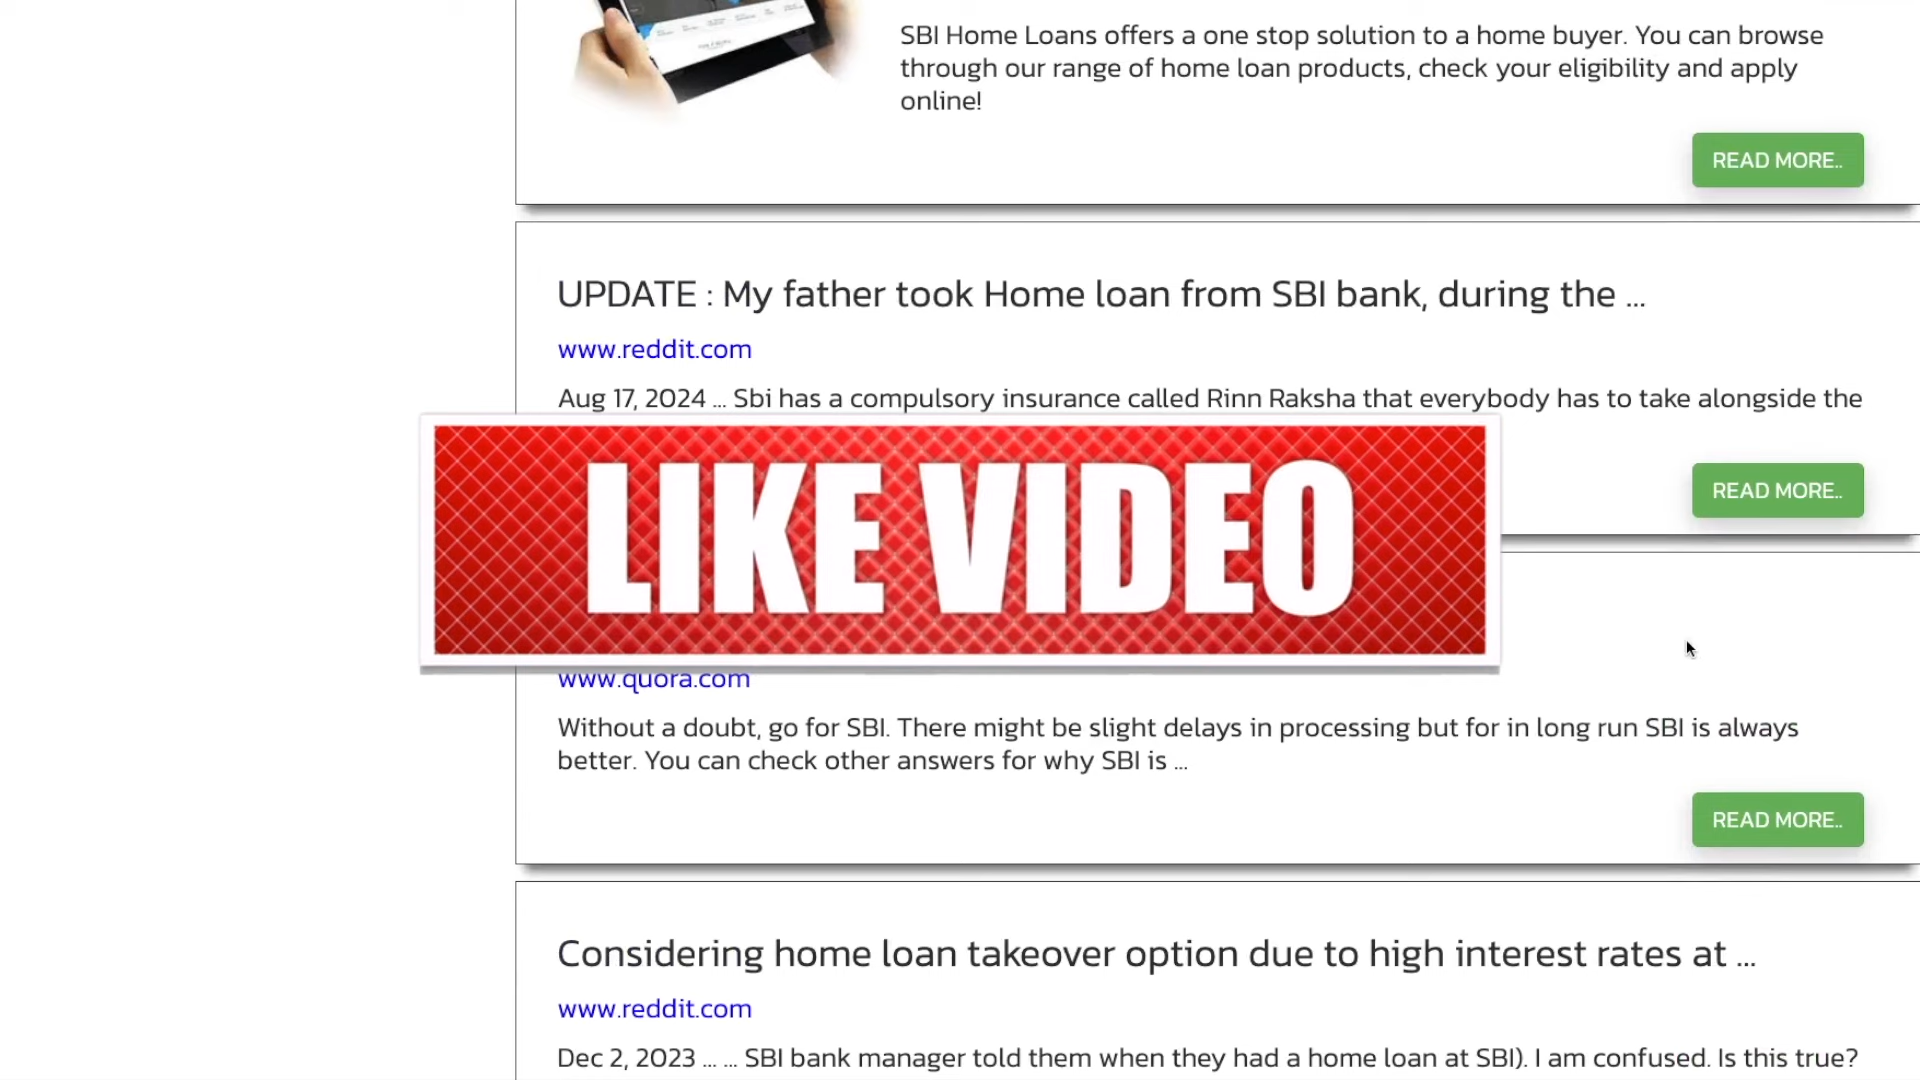 SBI Home Loans offers a one stop solution to a home buyer. You can browse
through our range of home loan products, check your eligibility and apply
online!
READ MORE..
UPDATE : My father took Home loan from SBI bank, during the ...
www.reddit.com
Aug 17, 2024 ... Sbi has a compulsory insurance called Rinn Raksha that everybody has to take alongside the
READ MORE..
LIKE VIDEO
www.quora.com
Without a doubt, go for SBI. There might be slight delays in processing but for in long run SBI is always
better. You can check other answers for why SBI is ...
READ MORE..
Considering home loan takeover option due to high interest rates at ...
www.reddit.com
Dec 2, 2023 ... ... SBI bank manager told them when they had a home loan at SBI). I am confused. Is this true?